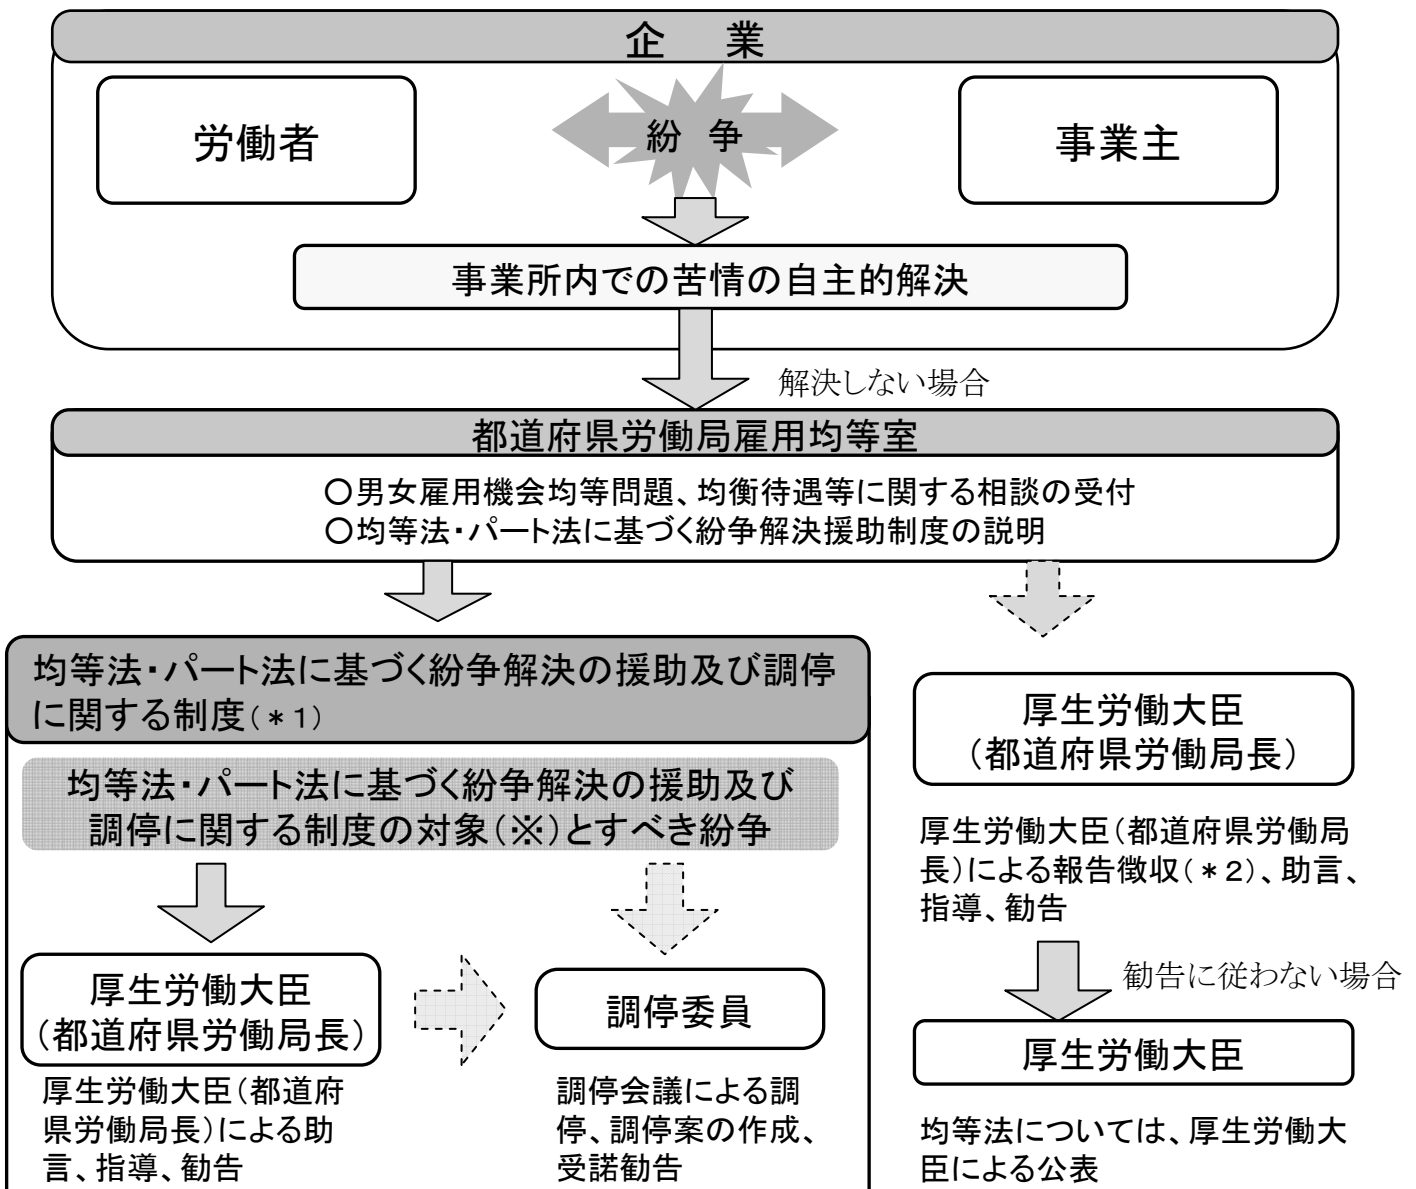 企　業
労働者
紛 争
事業主
事業所内での苦情の自主的解決
解決しない場合
都道府県労働局雇用均等室
○男女雇用機会均等問題、均衡待遇等に関する相談の受付
○均等法・パート法に基づく紛争解決援助制度の説明
均等法・パート法に基づく紛争解決の援助及び調停
に関する制度(＊1)
均等法・パート法に基づく紛争解決の援助及び
調停に関する制度の対象(※)とすべき紛争
厚生労働大臣
(都道府県労働局長)
厚生労働大臣(都道府
県労働局長)による助
言、指導、勧告
調停委員
調停会議による調
停、調停案の作成、
受諾勧告
厚生労働大臣
(都道府県労働局長)
厚生労働大臣(都道府県労働局
長)による報告徴収(＊2)、助言、
指導、勧告
勧告に従わない場合
厚生労働大臣
均等法については、厚生労働大
臣による公表